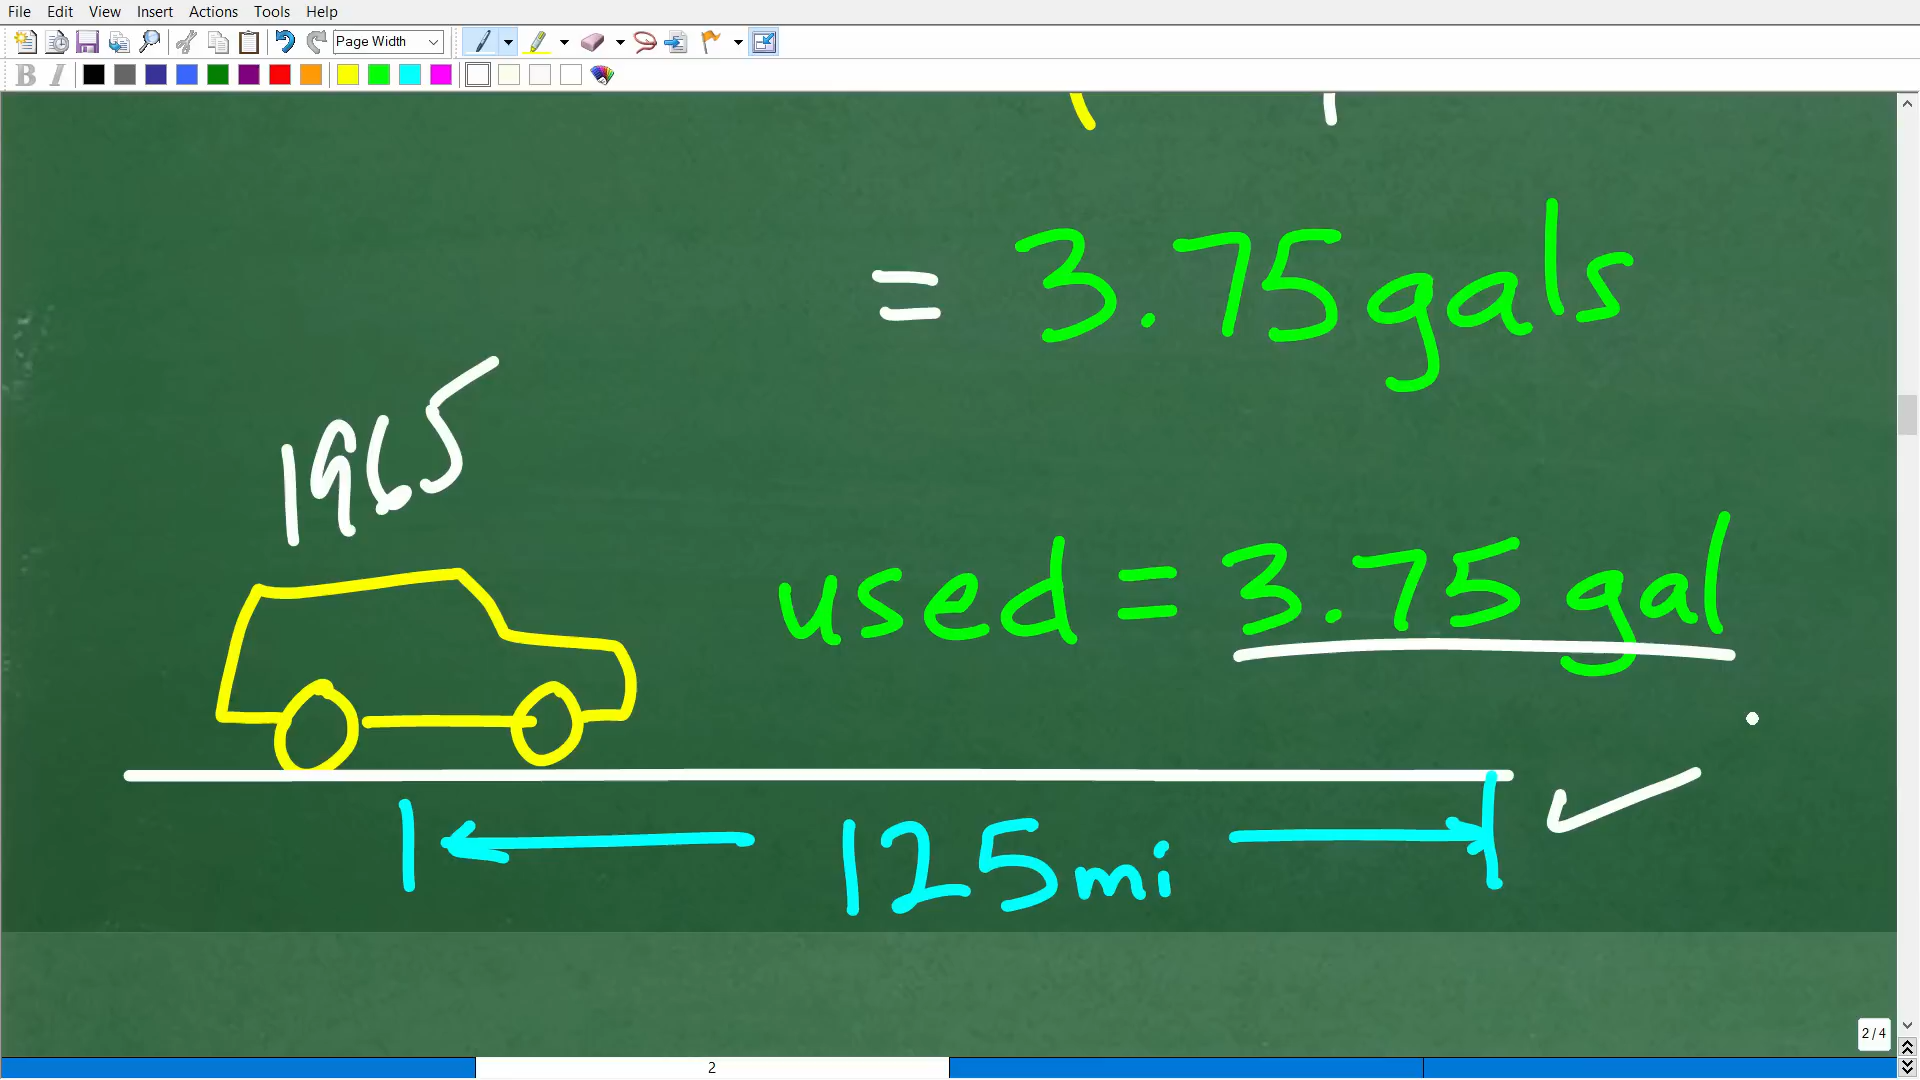 File Edit View Insert Actions Tools Help
Page Width
B I
= 3.75 gals
1965
used = 3.75 gal
125 mi
2 / 4
2